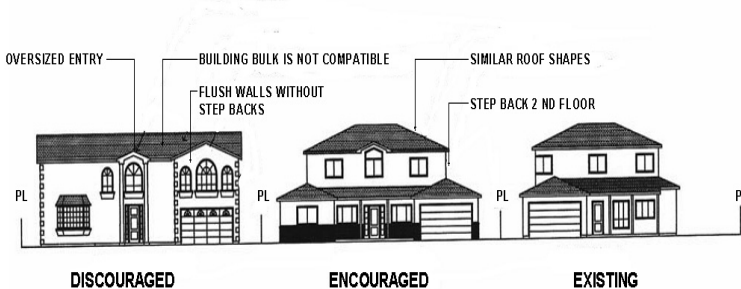 OVERSIZED ENTRY
BUILDING BULK IS NOT COMPATIBLE
SIMILAR ROOF SHAPES
FLUSH WALLS WITHOUT
STEP BACKS
STEP BACK 2 ND FLOOR
PL
PL
PL
P
DISCOURAGED
ENCOURAGED
EXISTING